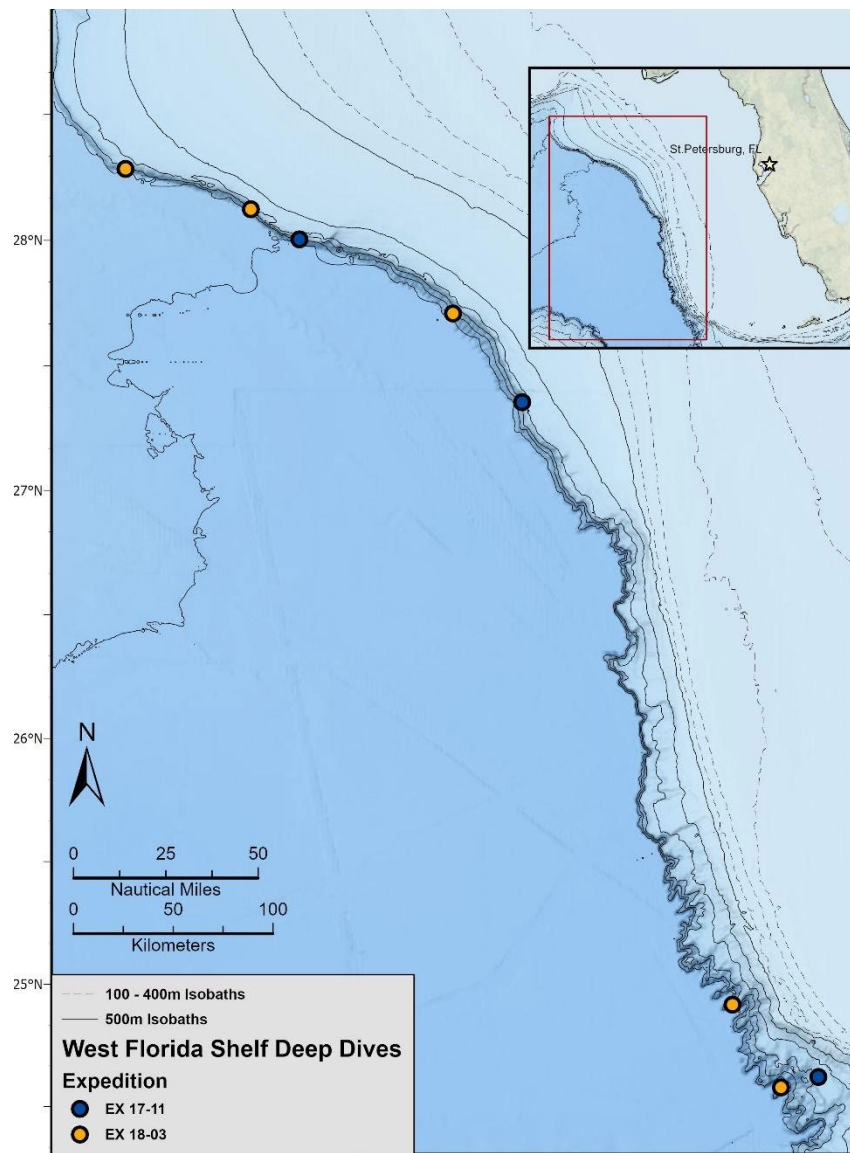 St.Petersburg, FL
28°N
27°N
26°N
N
0 25 50
Nautical Miles
0 50 100
Kilometers
25°N
100 - 400m Isobaths
500m Isobaths
West Florida Shelf Deep Dives
Expedition
EX 17-11
EX 18-03